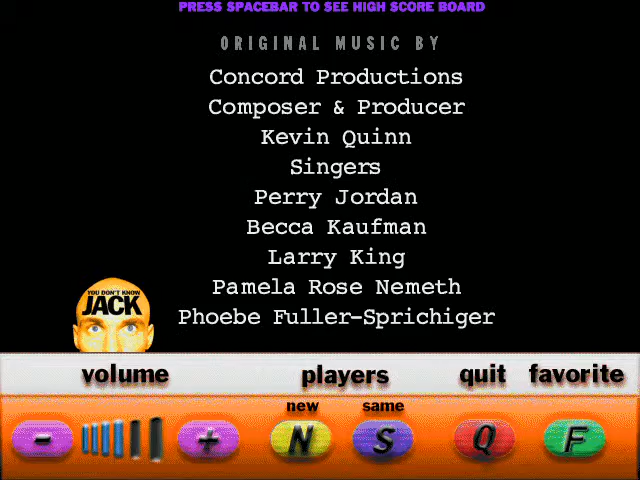 PRESS SPACEBAR TO SEE HIGH SCORE BOARD
ORIGINAL MUSIC BY
Concord Productions
Composer & Producer
Kevin Quinn
Singers
Perry Jordan
Becca Kaufman
Larry King
Pamela Rose Nemeth
Phoebe Fuller-Sprichiger
YOU DON'T KNOW
JACK
volume players quit favorite
new same
- + N S Q F